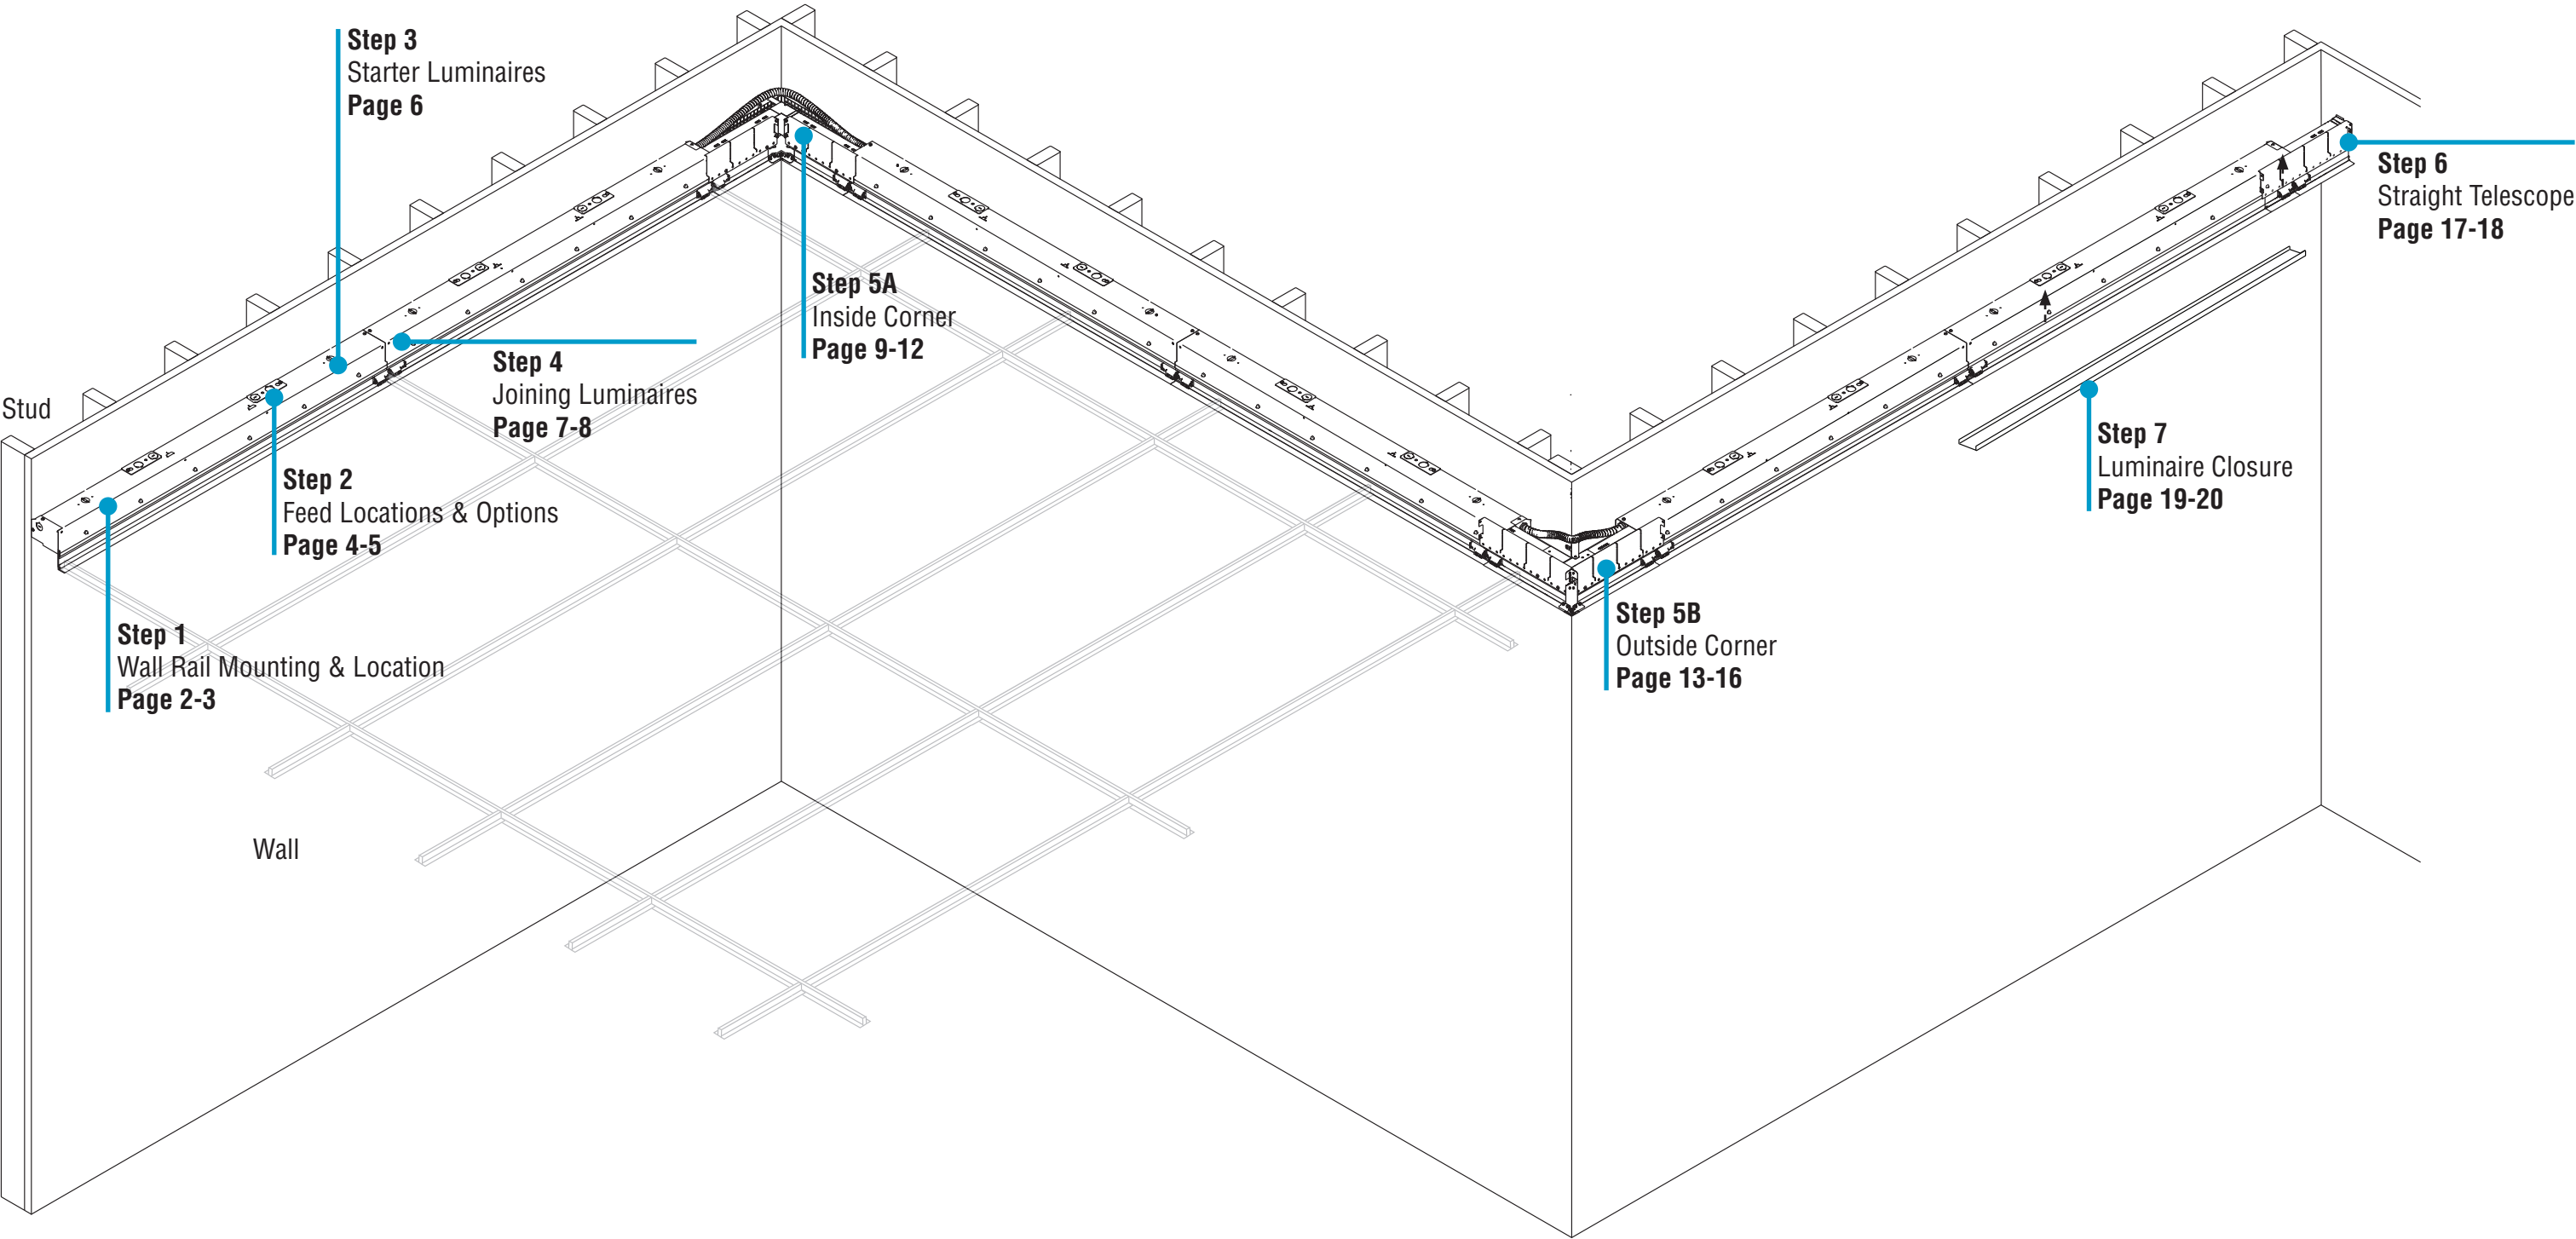 Step 3
Starter Luminaires
Page 6
Step 6
Straight Telescope
Page 17-18
Step 5A
Inside Corner
Page 9-12
Step 4
Joining Luminaires
Page 7-8
Stud
Step 7
Luminaire Closure
Page 19-20
Step 2
Feed Locations & Options
Page 4-5
Step 5B
Outside Corner
Page 13-16
Step 1
Wall Rail Mounting & Location
Page 2-3
Wall